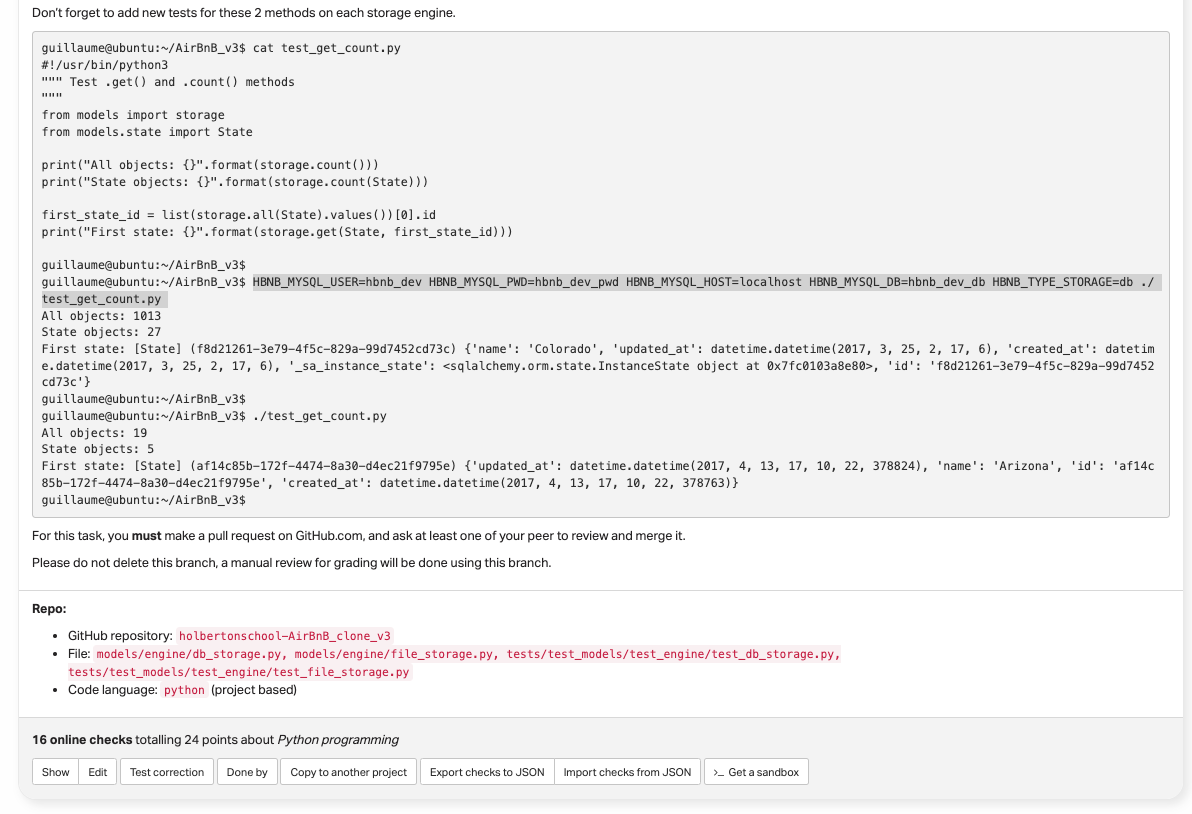 Don't forget to add new tests for these 2 methods on each storage engine.
guillaume@ubuntu:~/AirBnB_v3$ cat test_get_count.py
#!/usr/bin/python3
""" Test .get() and .count() methods
"""
from models import storage
from models.state import State
print("All objects: {}".format(storage.count()))
print("State objects: {}".format(storage.count(State)))
first_state_id = list(storage.all(State).values())[0].id
print("First state: {}".format(storage.get(State, first_state_id)))
guillaume@ubuntu:~/AirBnB_v3$
guillaume@ubuntu:~/AirBnB_v3$ HBNB_MYSQL_USER=hbnb_dev HBNB_MYSQL_PWD=hbnb_dev_pwd HBNB_MYSQL_HOST=localhost HBNB_MYSQL_DB=hbnb_dev_db HBNB_TYPE_STORAGE=db ./
test_get_count.py
All objects: 1013
State objects: 27
First state: [State] (f8d21261-3e79-4f5c-829a-99d7452cd73c) {'name': 'Colorado', 'updated_at': datetime.datetime(2017, 3, 25, 2, 17, 6), 'created_at': datetim
e.datetime(2017, 3, 25, 2, 17, 6), '_sa_instance_state': <sqlalchemy.orm.state.InstanceState object at 0x7fc0103a8e80>, 'id': 'f8d21261-3e79-4f5c-829a-99d7452
cd73c'}
guillaume@ubuntu:~/AirBnB_v3$
guillaume@ubuntu:~/AirBnB_v3$ ./test_get_count.py
All objects: 19
State objects: 5
First state: [State] (af14c85b-172f-4474-8a30-d4ec21f9795e) {'updated_at': datetime.datetime(2017, 4, 13, 17, 10, 22, 378824), 'name': 'Arizona', 'id': 'af14c
85b-172f-4474-8a30-d4ec21f9795e', 'created_at': datetime.datetime(2017, 4, 13, 17, 10, 22, 378763)}
guillaume@ubuntu:~/AirBnB_v3$
For this task, you must make a pull request on GitHub.com, and ask at least one of your peer to review and merge it.
Please do not delete this branch, a manual review for grading will be done using this branch.
Repo:
• GitHub repository: holbertonschool-AirBnB_clone_v3
• File: models/engine/db_storage.py, models/engine/file_storage.py, tests/test_models/test_engine/test_db_storage.py,
tests/test_models/test_engine/test_file_storage.py
• Code language: python (project based)
16 online checks totalling 24 points about Python programming
Show Edit Test correction Done by Copy to another project Export checks to JSON Import checks from JSON >_ Get a sandbox